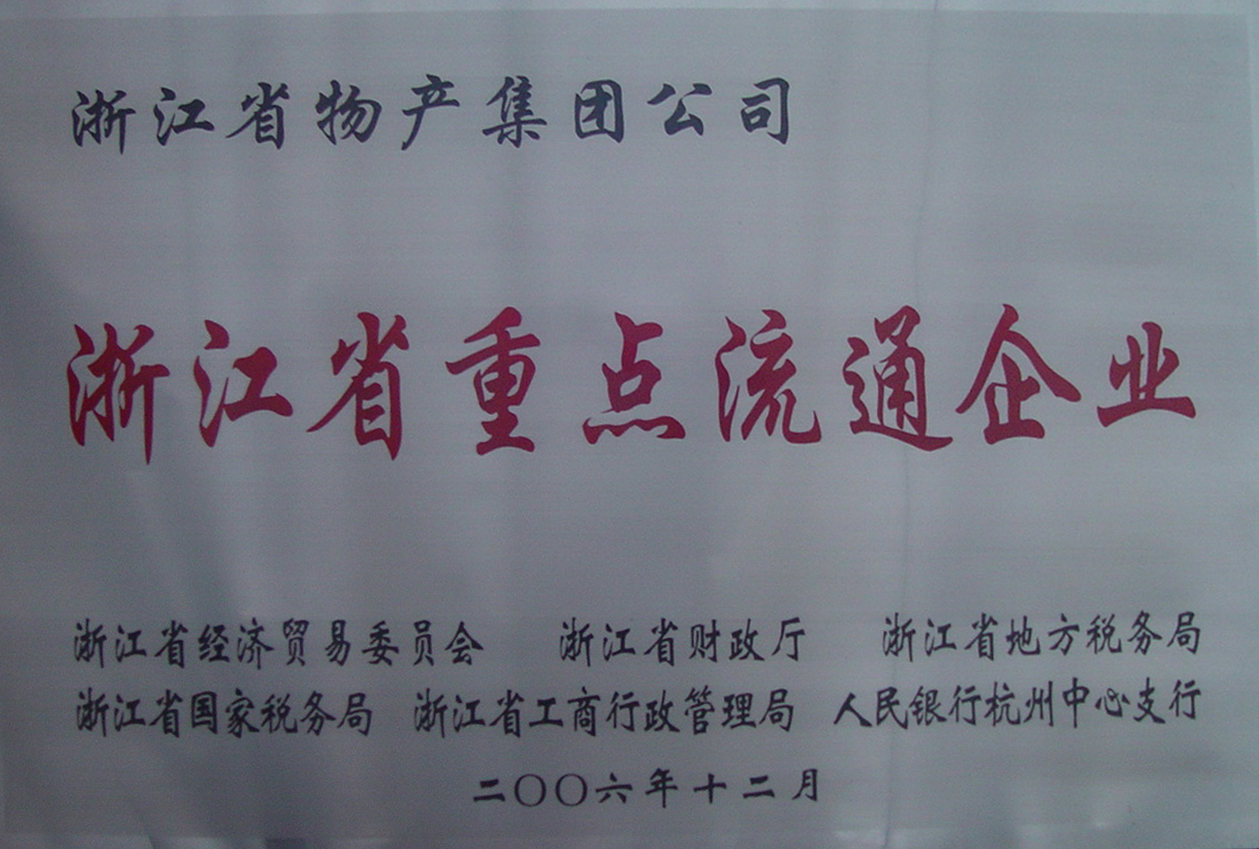 浙江省物产集团公司
浙江省重点流通企业
浙江省经济贸易委员会 浙江省财政厅 浙江省地方税务局
浙江省国家税务局 浙江省工商行政管理局 人民银行杭州中心支行
二〇〇六年十二月